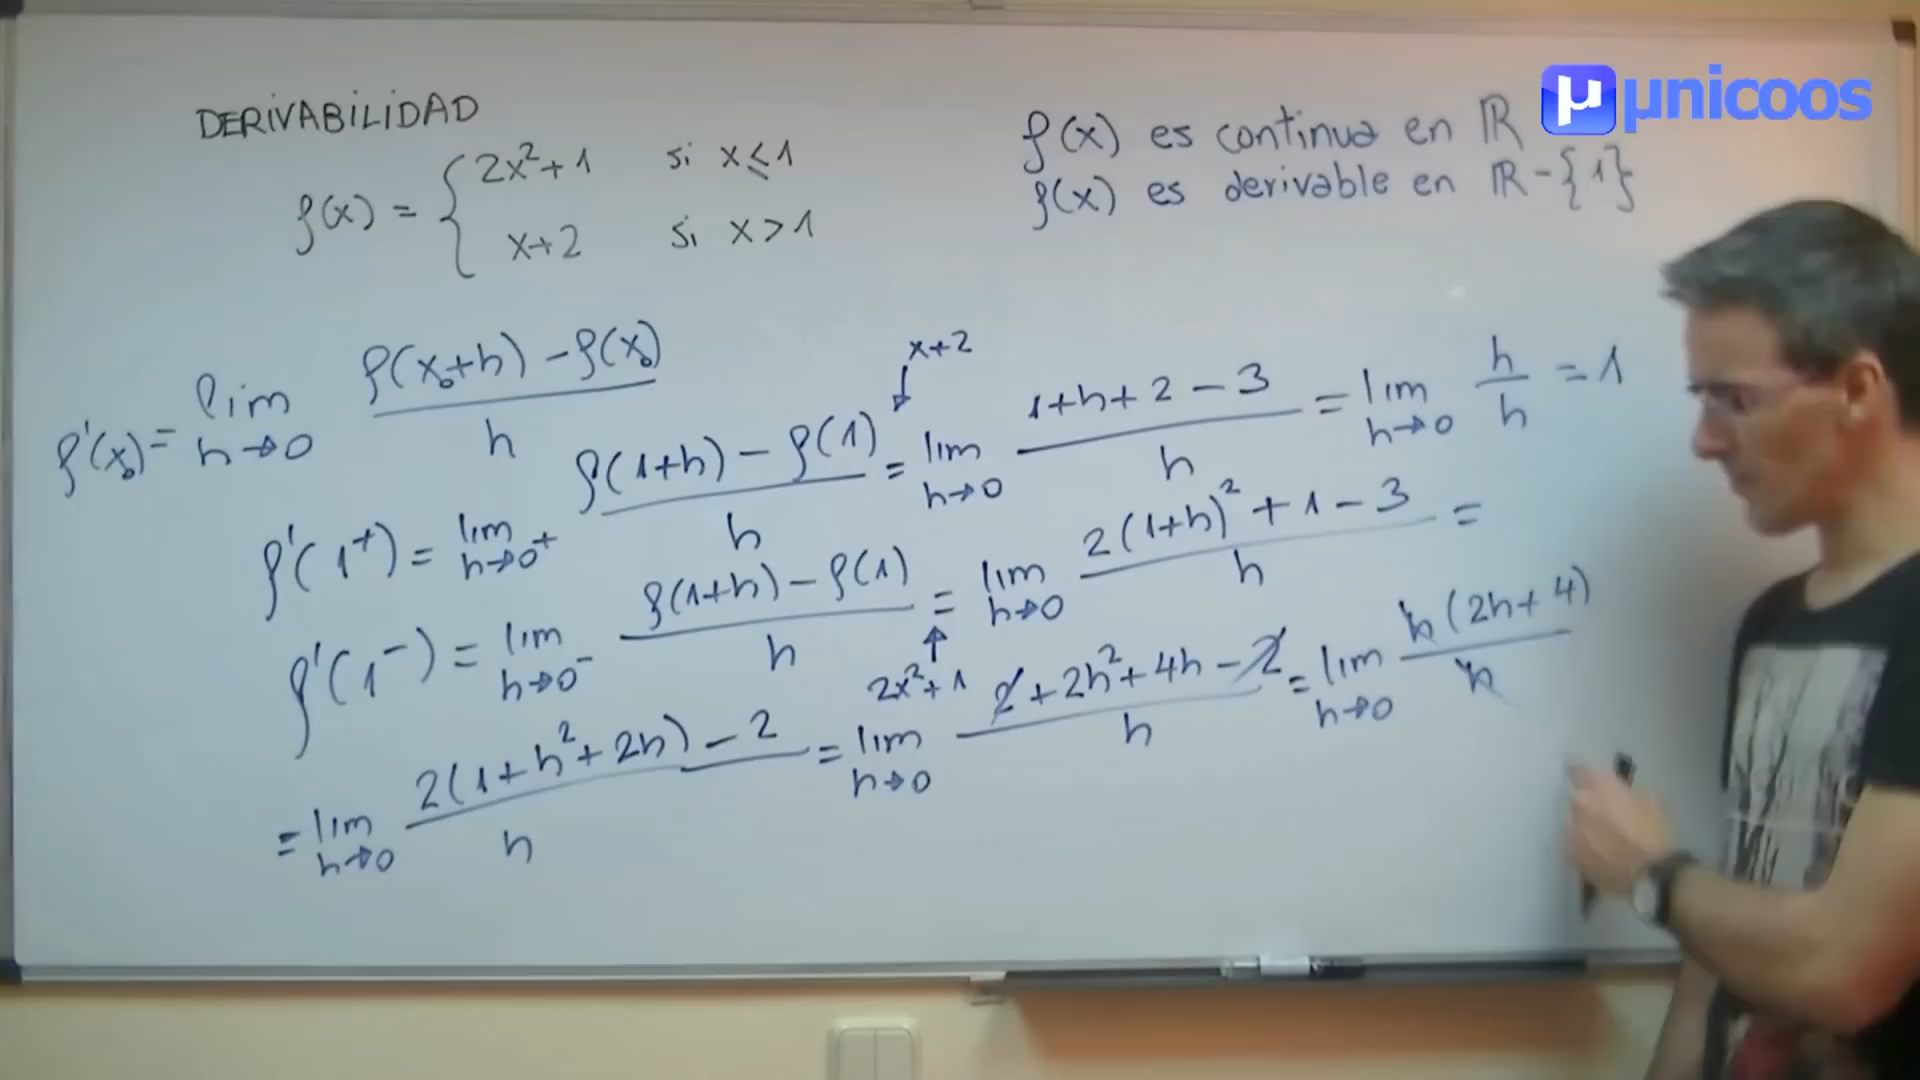 DERIVABILIDAD
f(x) = { 2x²+1 si x≤1
x+2 si x>1
f(x) es continua en ℝ
f(x) es derivable en ℝ-{1}
μ μnicoos
f'(x₀) = lim h→0 (f(x₀+h) - f(x₀)) / h
x+2
f'(1⁺) = lim h→0⁺ (f(1+h) - f(1)) / h = lim h→0 (1+h+2-3) / h = lim h→0 h/h = 1
f'(1⁻) = lim h→0⁻ (f(1+h) - f(1)) / h = lim h→0 (2(1+h)²+1-3) / h =
2x²+1
= lim h→0 (2(1+h²+2h)-2) / h = lim h→0 (2+2h²+4h-2) / h = lim h→0 h(2h+4) / h